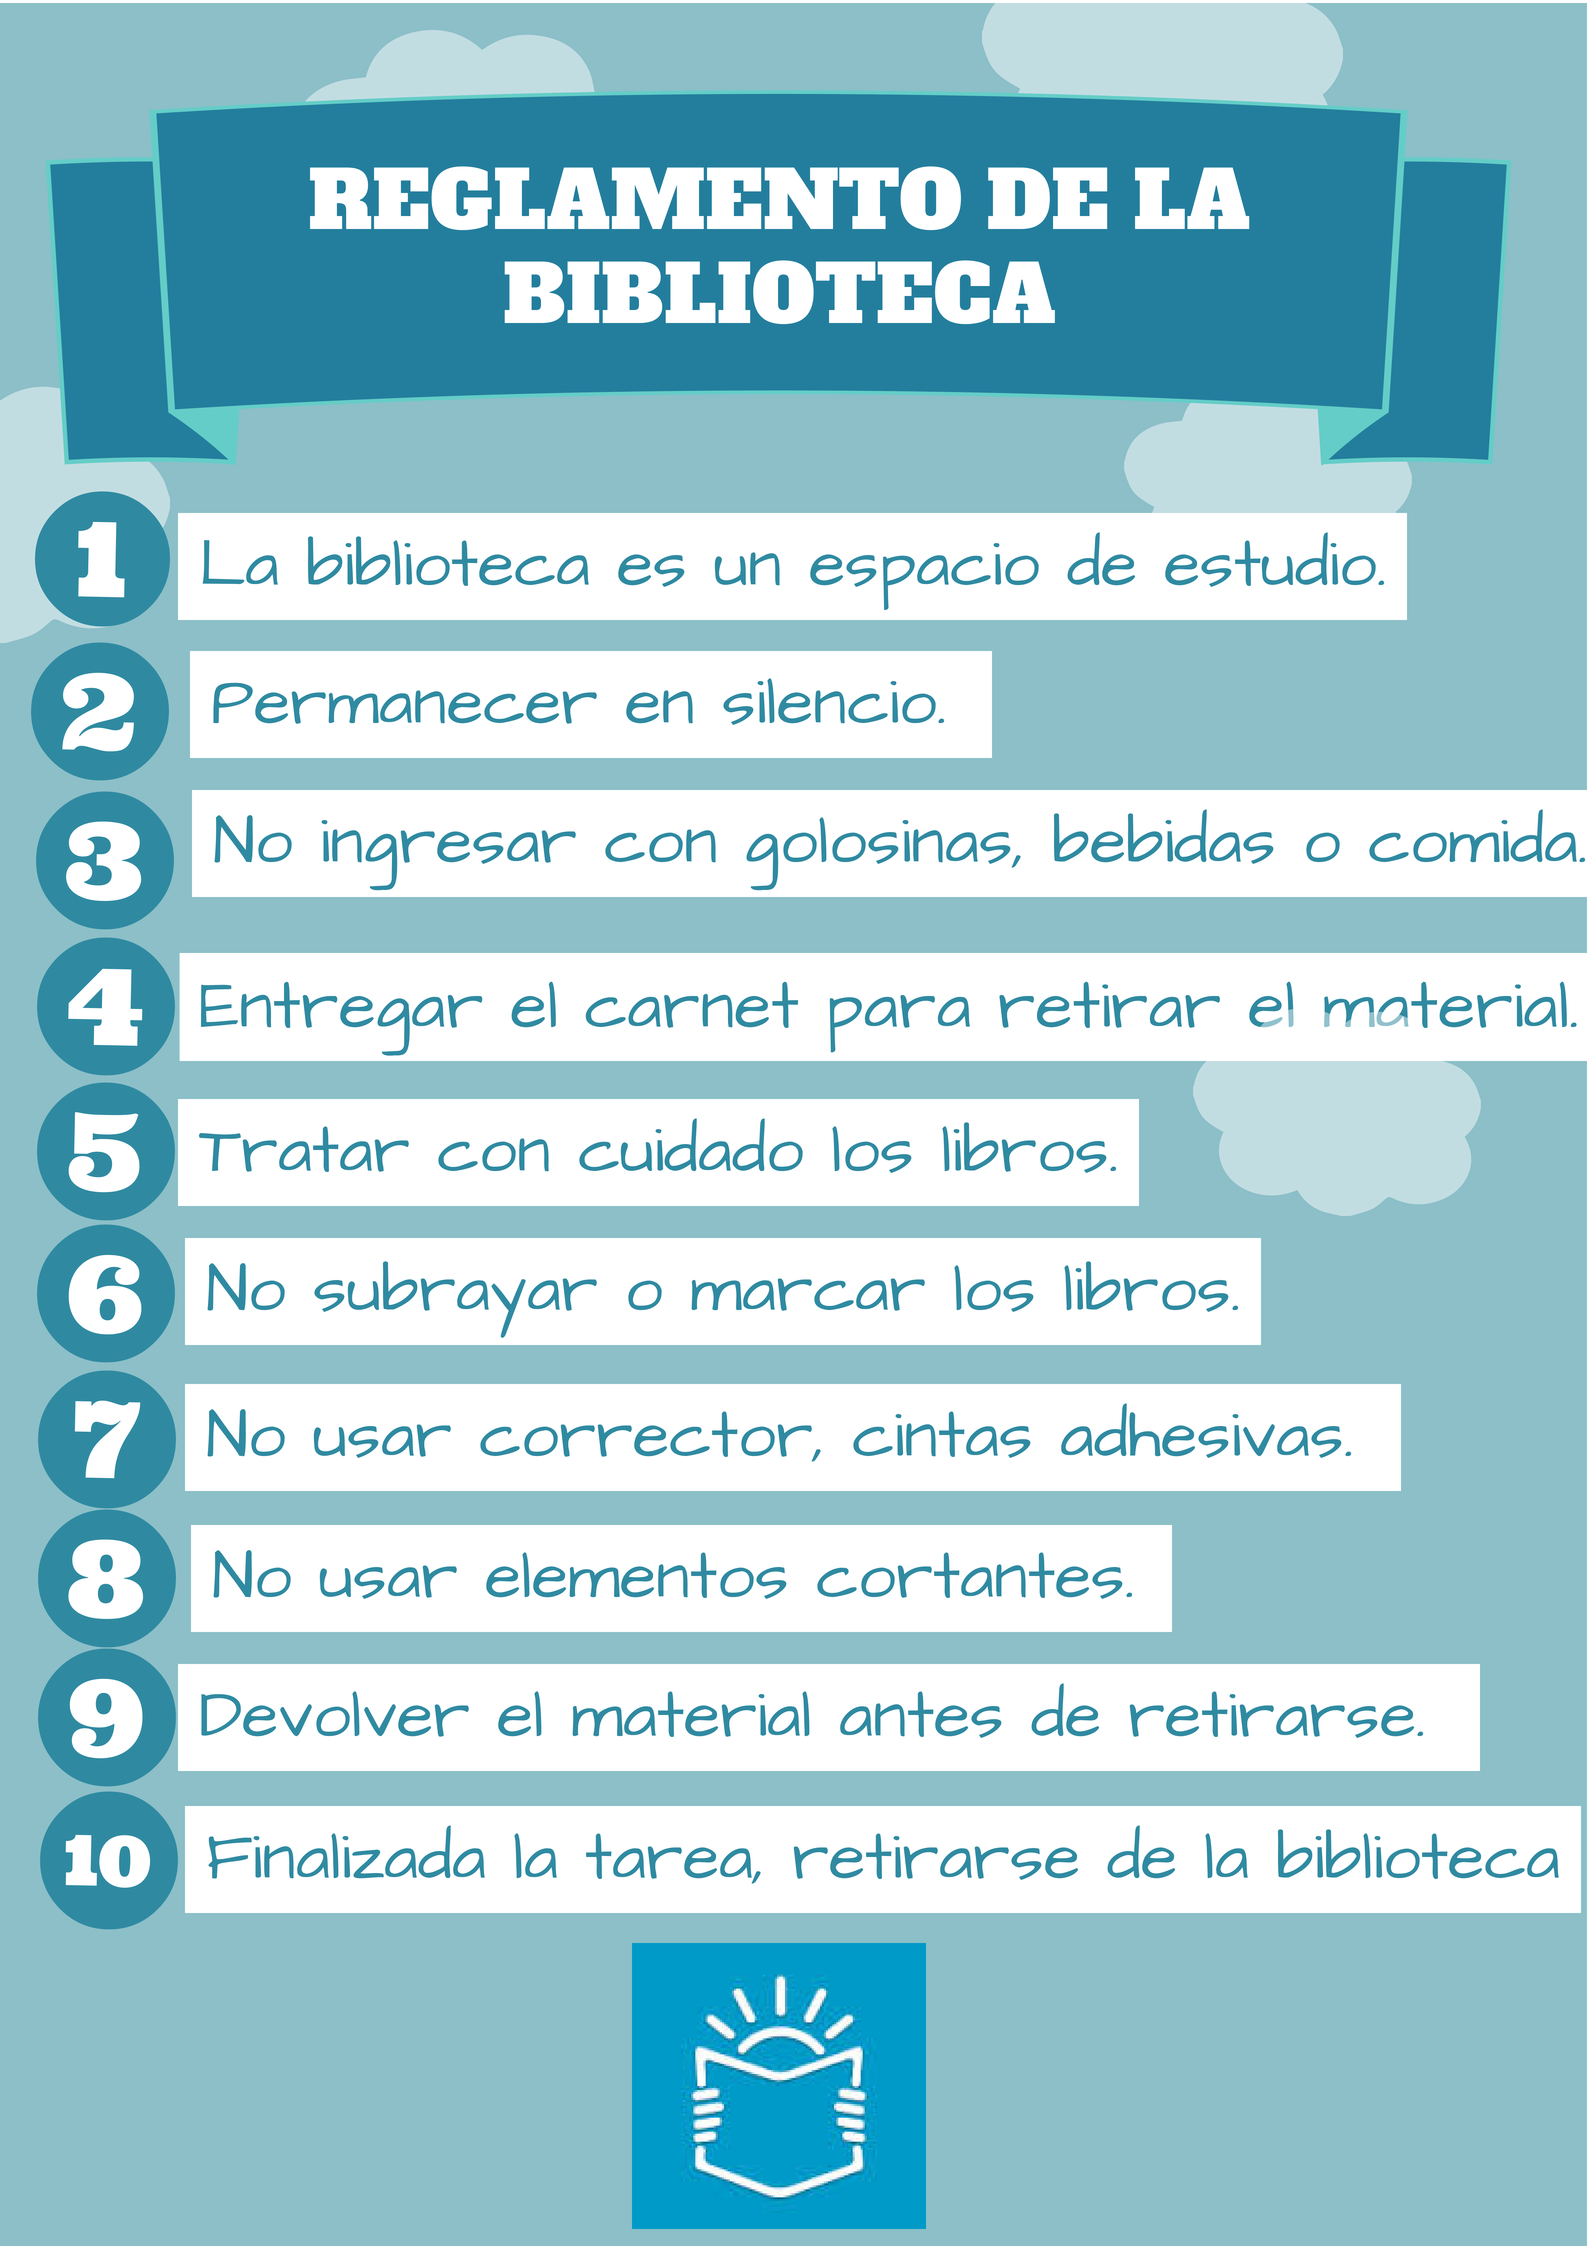 REGLAMENTO DE LA
BIBLIOTECA
1 La biblioteca es un espacio de estudio.
2 Permanecer en silencio.
3 No ingresar con golosinas, bebidas o comida.
4 Entregar el carnet para retirar el material.
5 Tratar con cuidado los libros.
6 No subrayar o marcar los libros.
7 No usar corrector, cintas adhesivas.
8 No usar elementos cortantes.
9 Devolver el material antes de retirarse.
10 Finalizada la tarea, retirarse de la biblioteca